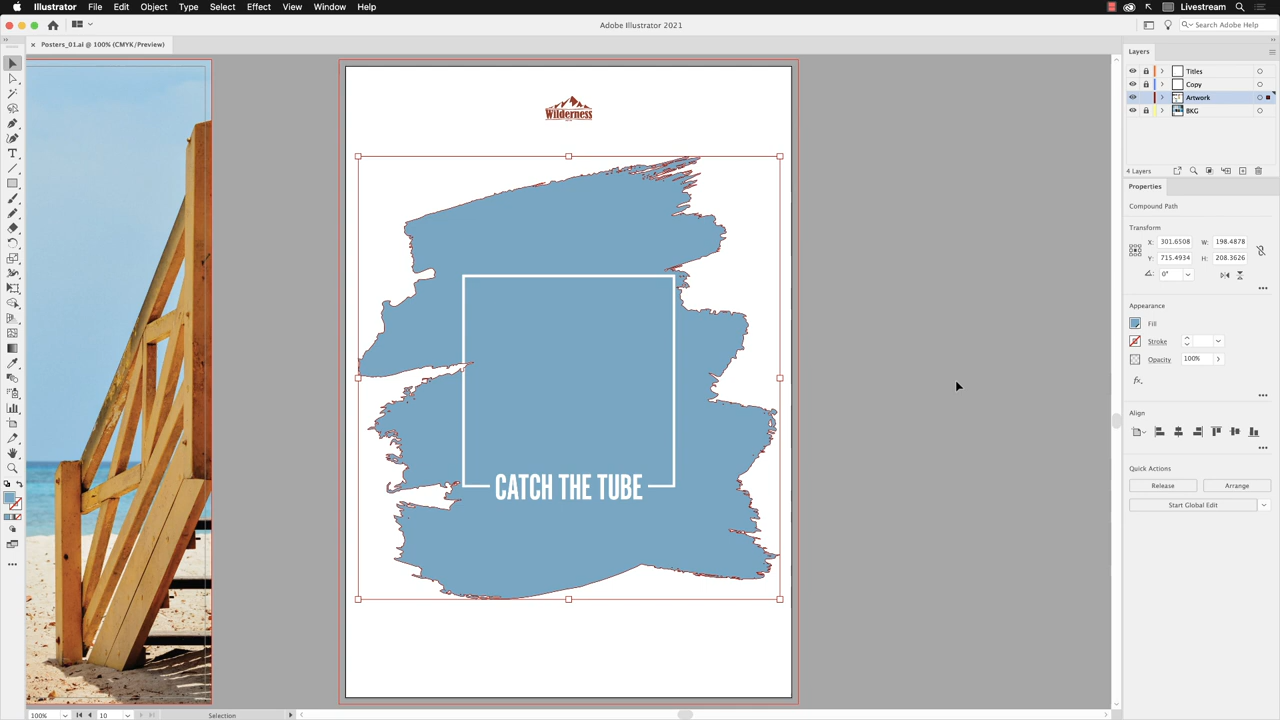 Illustrator File Edit Object Type Select Effect View Window Help
Livestream
Adobe Illustrator 2021
Search Adobe Help
× Posters_01.ai @ 100% (CMYK/Preview)
Layers
Titles
Copy
Artwork
BKG
4 Layers
Properties
Compound Path
Transform
X: 301.6508 W: 198.4878
Y: 715.4934 H: 208.3626
0°
Appearance
Fill
Stroke
Opacity 100%
fx.
Align
Quick Actions
Release Arrange
Start Global Edit
Wilderness
CATCH THE TUBE
100% 10 Selection